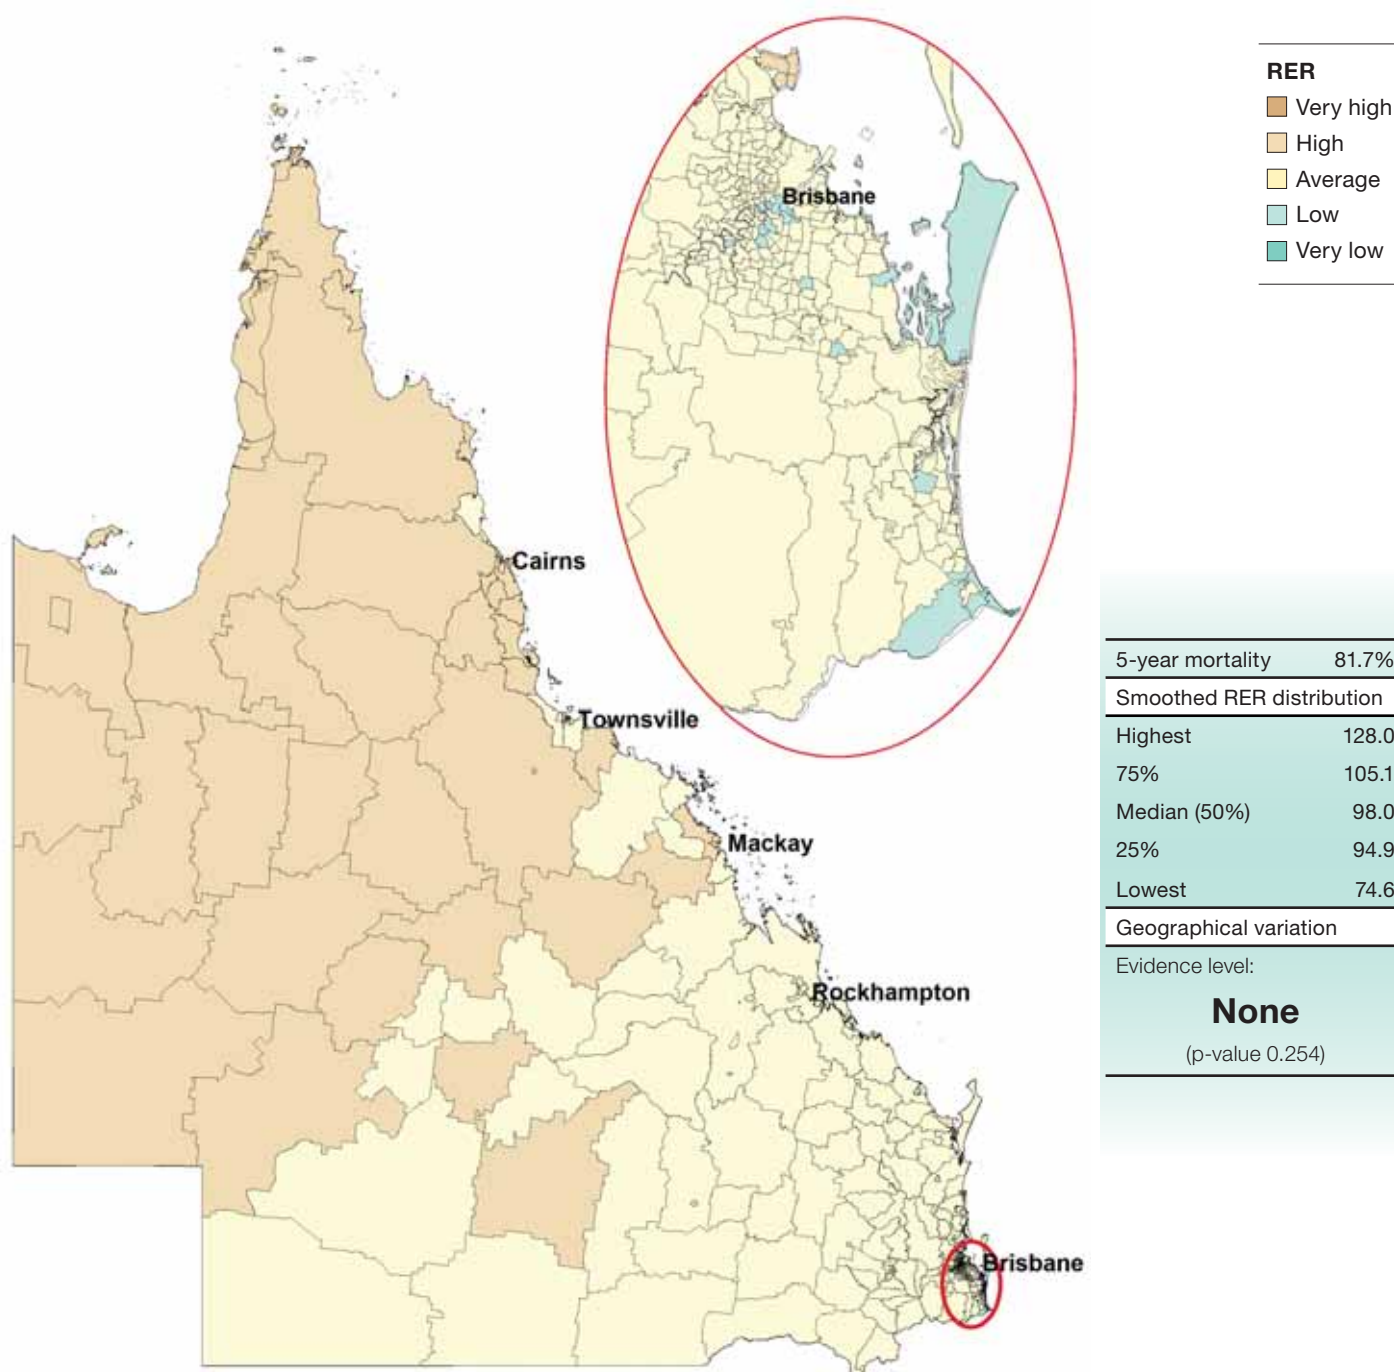 RER
Very high
High
Average
Low
Very low
Brisbane
Cairns
Townsville
Mackay
Rockhampton
Brisbane
5-year mortality 81.7%
Smoothed RER distribution
Highest 128.0
75% 105.1
Median (50%) 98.0
25% 94.9
Lowest 74.6
Geographical variation
Evidence level:
None
(p-value 0.254)